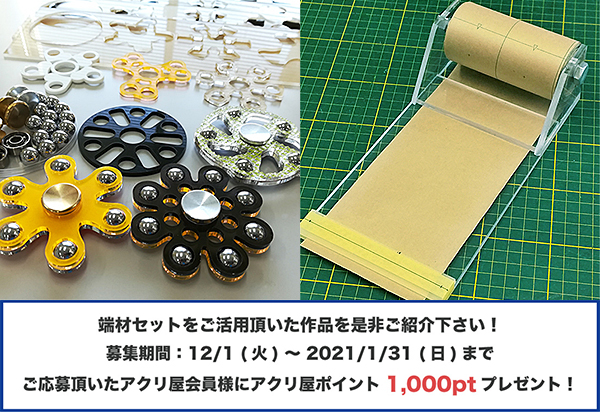 端材セットをご活用頂いた作品を是非ご紹介下さい！
募集期間：12/1 (火) ～ 2021/1/31 (日) まで
ご応募頂いたアクリ屋会員様にアクリ屋ポイント 1,000pt プレゼント！